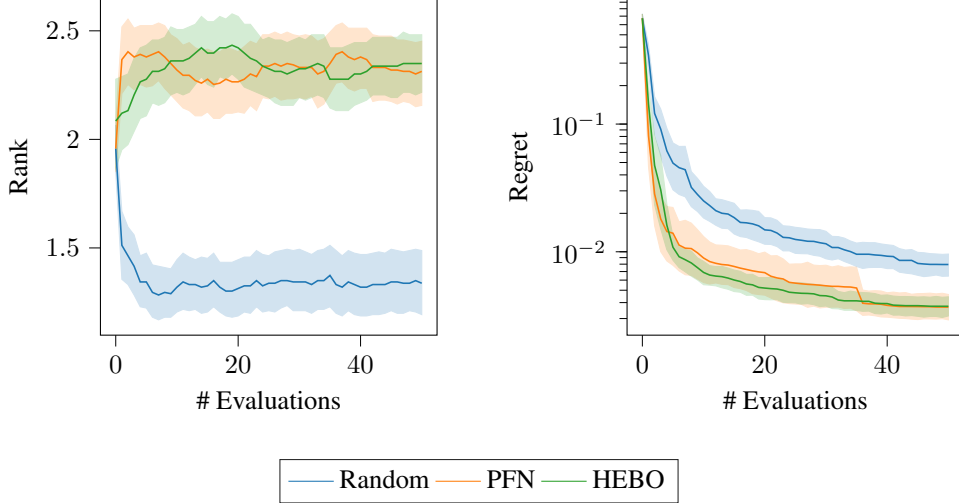 2.5
2
1.5
Rank
0
20
40
# Evaluations
10⁻¹
10⁻²
Regret
0
20
40
# Evaluations
Random
PFN
HEBO